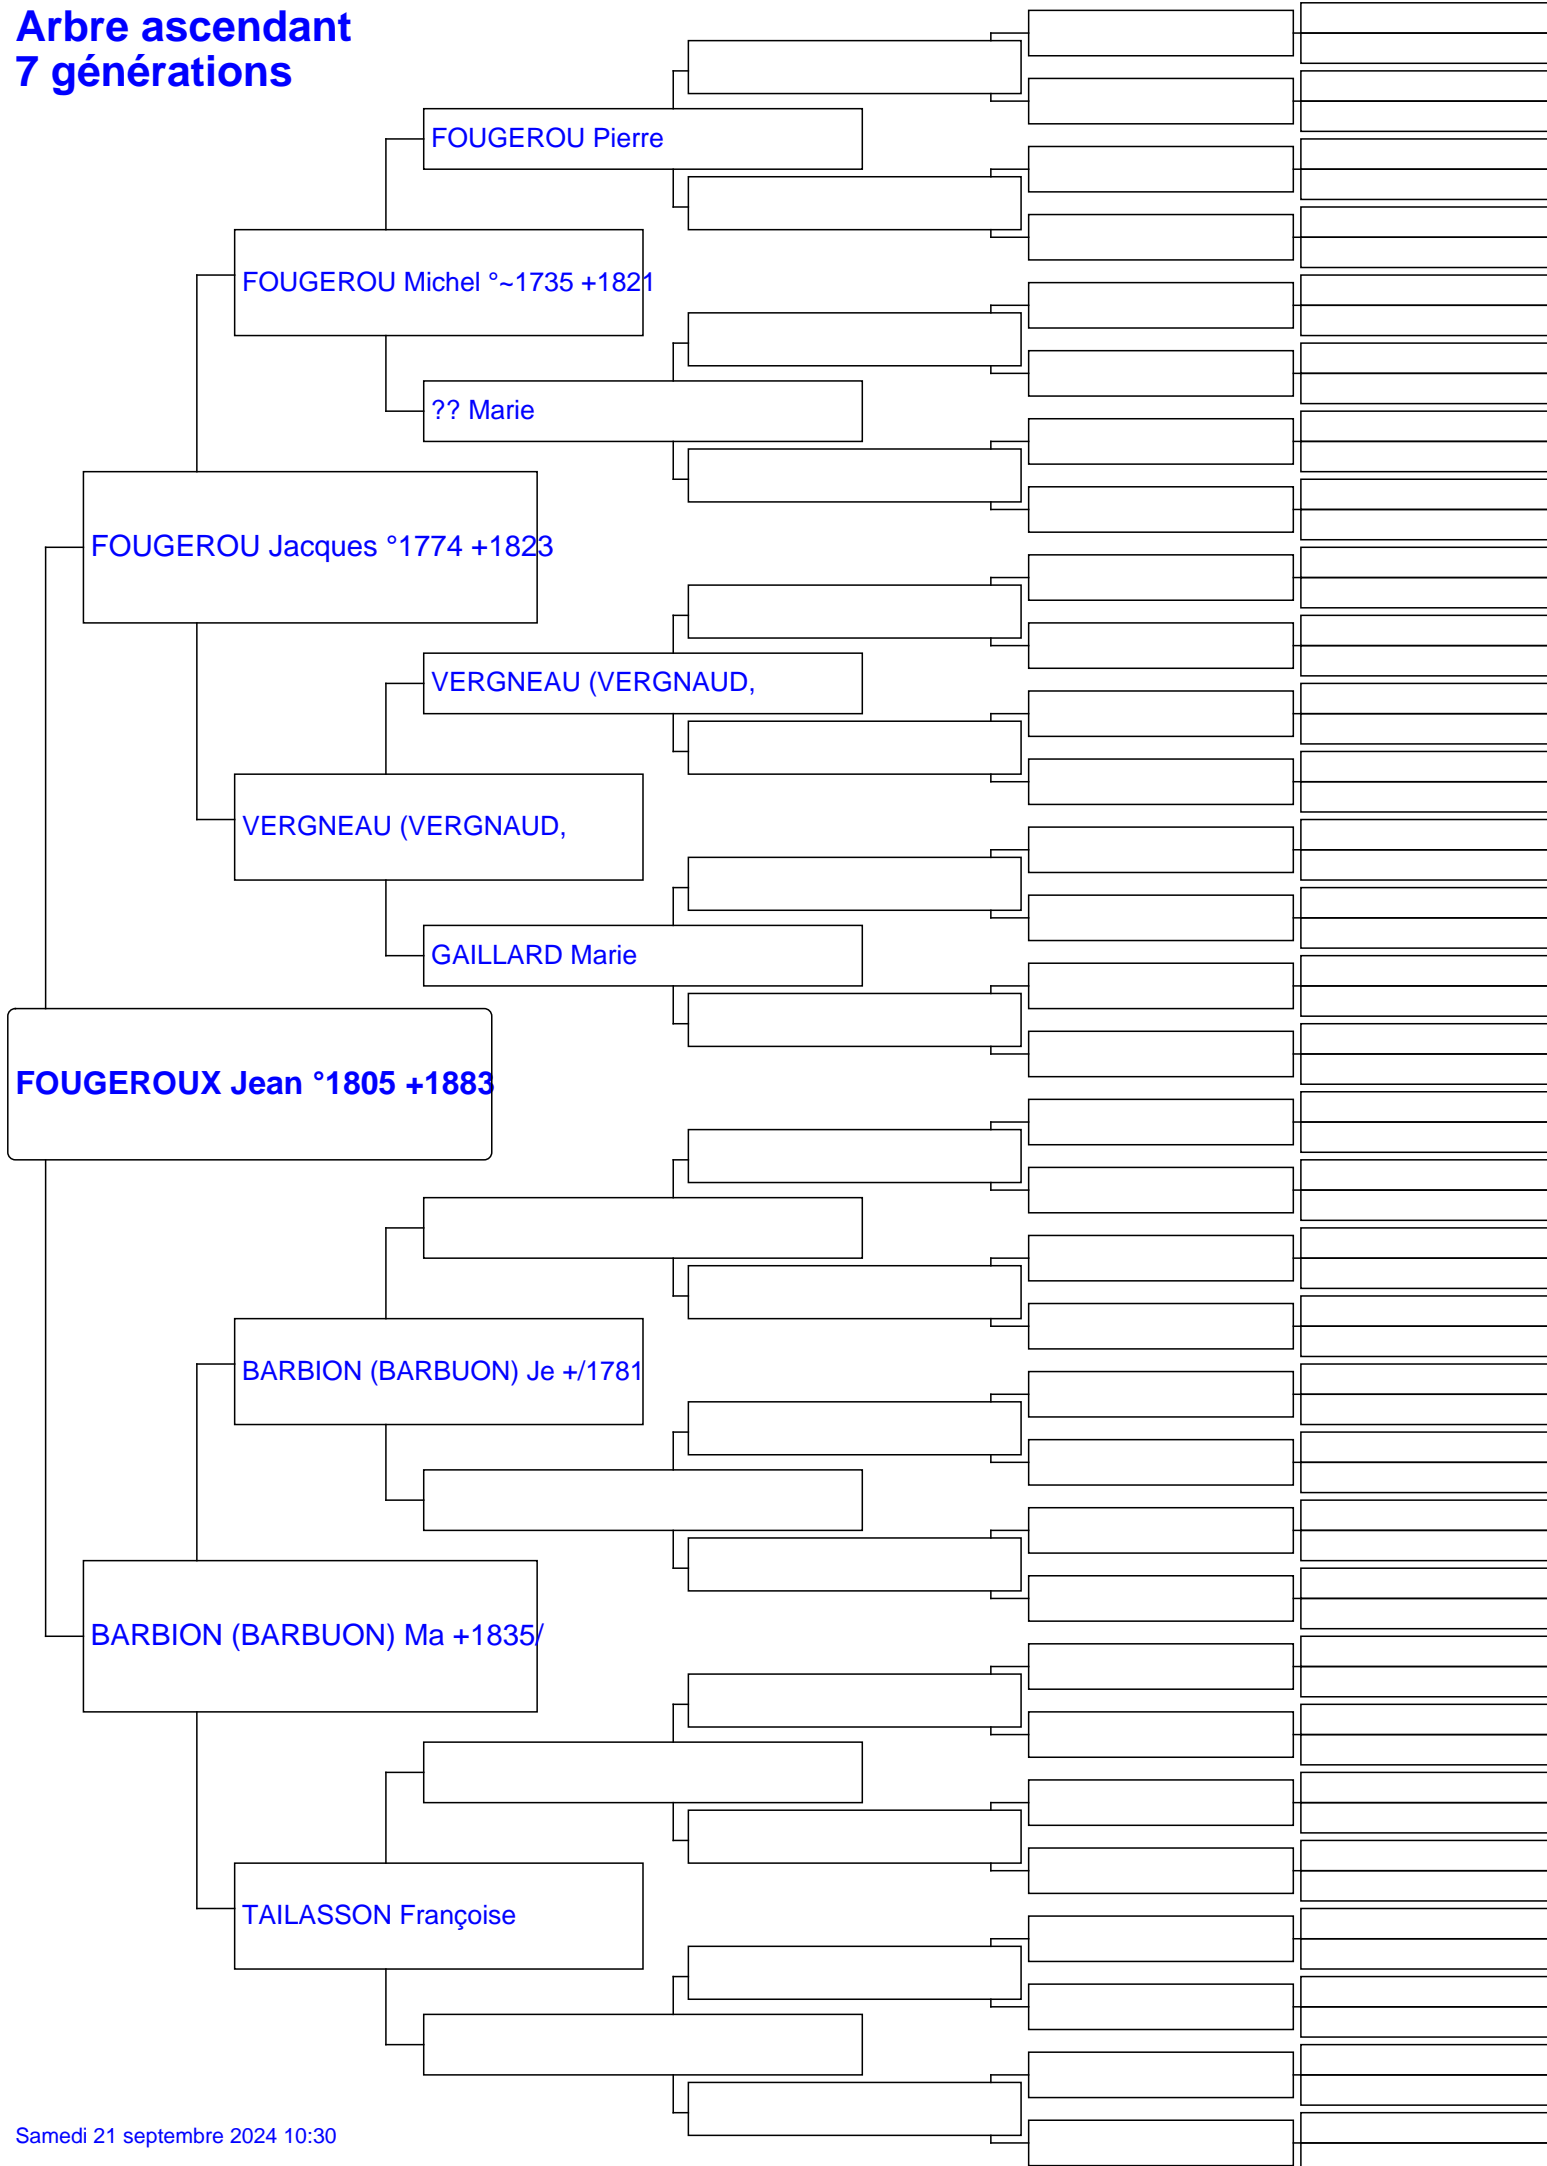 Arbre ascendant
7 générations
FOUGEROU Pierre
FOUGEROU Michel °~1735 +1821
?? Marie
FOUGEROU Jacques °1774 +1823
VERGNEAU (VERGNAUD,
VERGNEAU (VERGNAUD,
GAILLARD Marie
FOUGEROUX Jean °1805 +1883
BARBION (BARBUON) Je +/1781
BARBION (BARBUON) Ma +1835/
TAILASSON Françoise
Samedi 21 septembre 2024 10:30